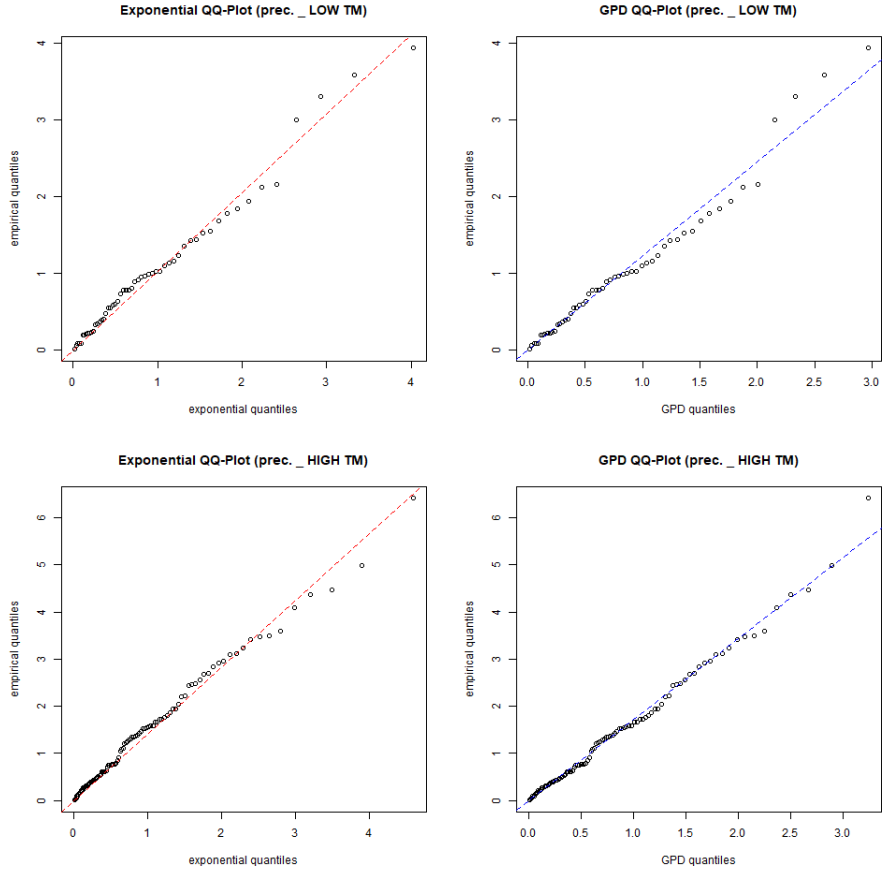 Exponential QQ-Plot (prec. _ LOW TM)
empirical quantiles
4
3
2
1
0
0 1 2 3 4
exponential quantiles
GPD QQ-Plot (prec. _ LOW TM)
empirical quantiles
4
3
2
1
0
0.0 0.5 1.0 1.5 2.0 2.5 3.0
GPD quantiles
Exponential QQ-Plot (prec. _ HIGH TM)
empirical quantiles
6
5
4
3
2
1
0
0 1 2 3 4
exponential quantiles
GPD QQ-Plot (prec. _ HIGH TM)
empirical quantiles
6
5
4
3
2
1
0
0.0 0.5 1.0 1.5 2.0 2.5 3.0
GPD quantiles